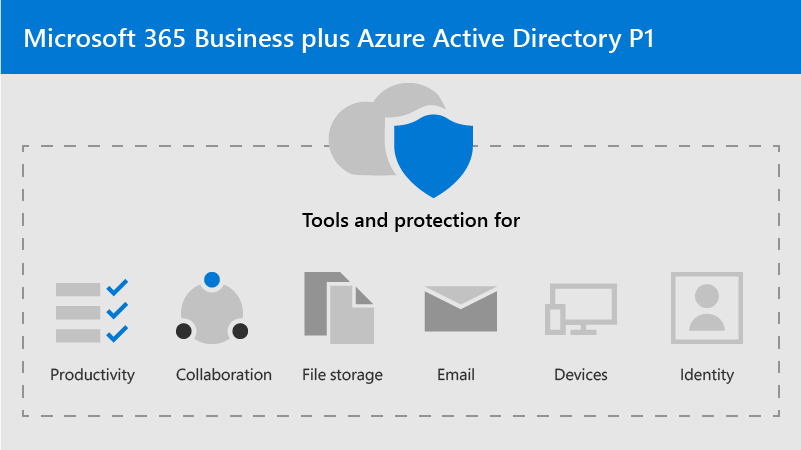 Microsoft 365 Business plus Azure Active Directory P1
Tools and protection for
Productivity
Collaboration
File storage
Email
Devices
Identity